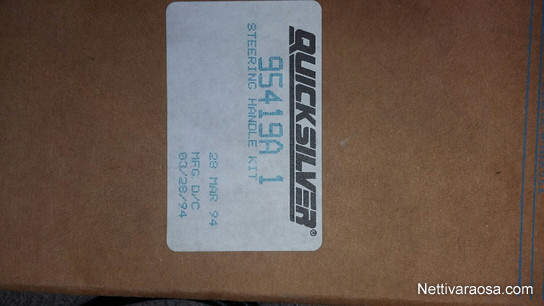 QUICKSILVER®
95419A 1
STEERING HANDLE KIT
28 MAR 94
MFG D/C
03/28/94
Nettivaraosa.com